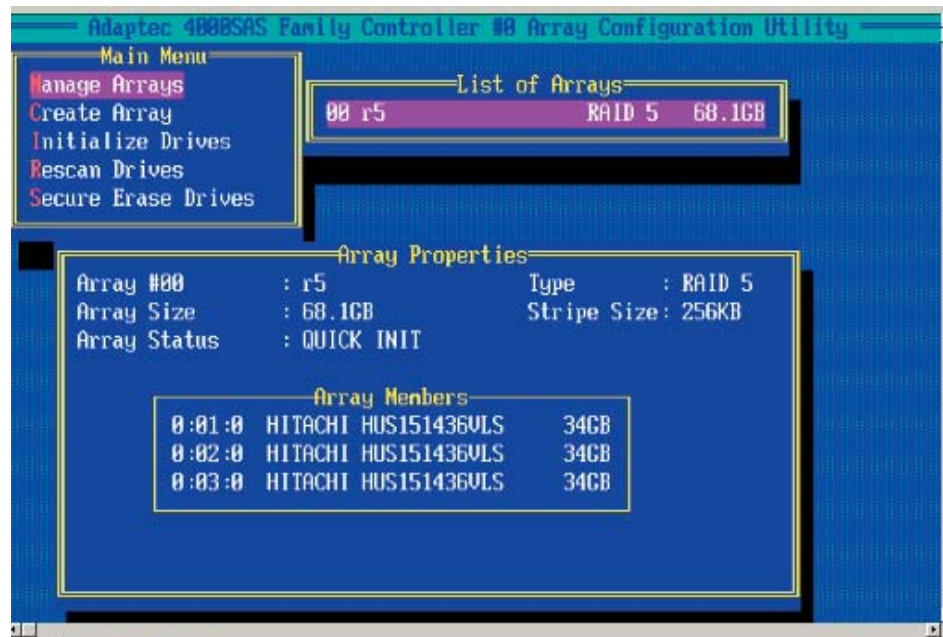 Adaptec 4000SAS Family Controller #0 Array Configuration Utility
Main Menu
Manage Arrays
Create Array
Initialize Drives
Rescan Drives
Secure Erase Drives
List of Arrays
00 r5 RAID 5 68.1GB
Array Properties
Array #00 : r5 Type : RAID 5
Array Size : 68.1GB Stripe Size: 256KB
Array Status : QUICK INIT
Array Members
0:01:0 HITACHI HUS151436VLS 34GB
0:02:0 HITACHI HUS151436VLS 34GB
0:03:0 HITACHI HUS151436VLS 34GB